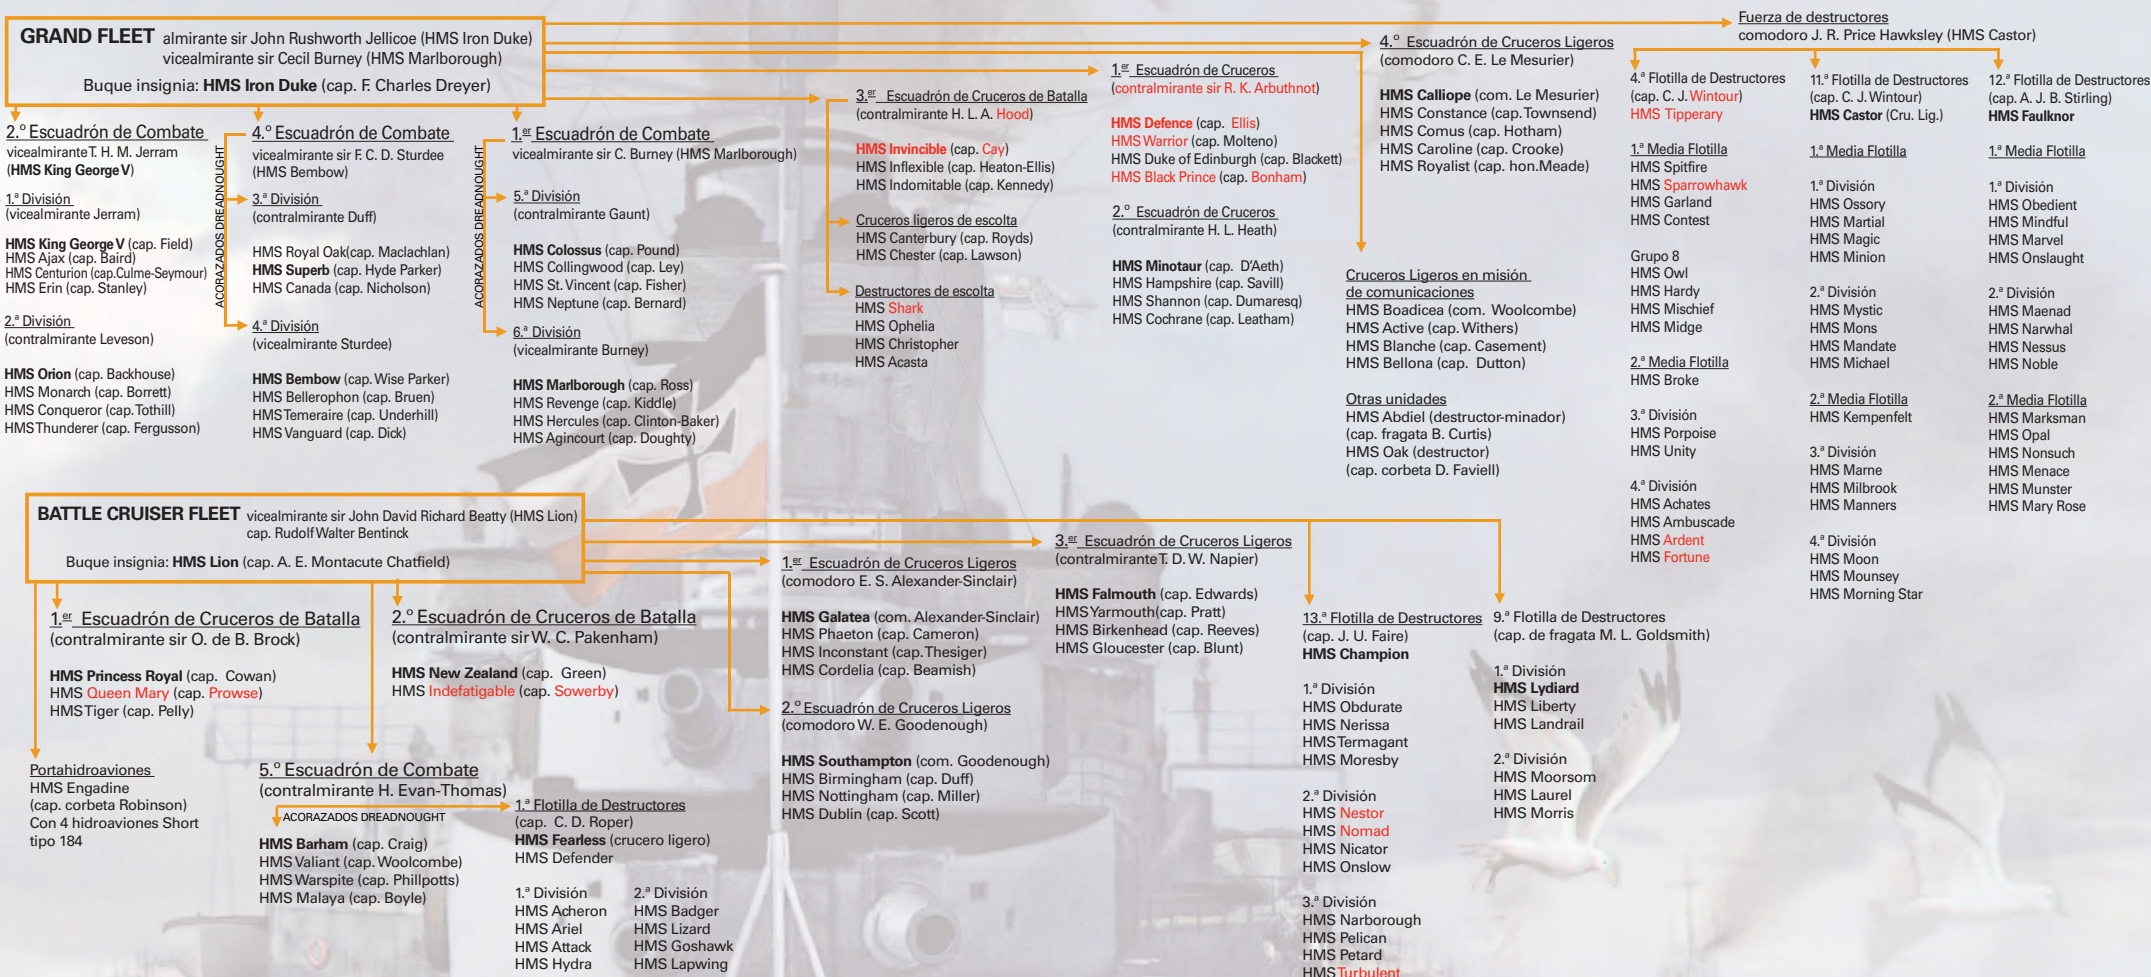 GRAND FLEET almirante sir John Rushworth Jellicoe (HMS Iron Duke)
vicealmirante sir Cecil Burney (HMS Marlborough)
Buque insignia: HMS Iron Duke (cap. F. Charles Dreyer)
2.º Escuadrón de Combate
vicealmirante T. H. M. Jerram
(HMS King George V)
1.ª División
(vicealmirante Jerram)
HMS King George V (cap. Field)
HMS Ajax (cap. Baird)
HMS Centurion (cap.Culme-Seymour)
HMS Erin (cap. Stanley)
2.ª División
(contralmirante Leveson)
HMS Orion (cap. Backhouse)
HMS Monarch (cap. Borrett)
HMS Conqueror (cap. Tothill)
HMS Thunderer (cap. Fergusson)
ACORAZADOS DREADNOUGHT
4.º Escuadrón de Combate
vicealmirante sir F. C. D. Sturdee
(HMS Bembow)
3.ª División
(contralmirante Duff)
HMS Royal Oak(cap. Maclachlan)
HMS Superb (cap. Hyde Parker)
HMS Canada (cap. Nicholson)
4.ª División
(vicealmirante Sturdee)
HMS Bembow (cap. Wise Parker)
HMS Bellerophon (cap. Bruen)
HMS Temeraire (cap. Underhill)
HMS Vanguard (cap. Dick)
ACORAZADOS DREADNOUGHT
1.er Escuadrón de Combate
vicealmirante sir C. Burney (HMS Marlborough)
5.ª División
(contralmirante Gaunt)
HMS Colossus (cap. Pound)
HMS Collingwood (cap. Ley)
HMS St. Vincent (cap. Fisher)
HMS Neptune (cap. Bernard)
6.ª División
(vicealmirante Burney)
HMS Marlborough (cap. Ross)
HMS Revenge (cap. Kiddle)
HMS Hercules (cap. Clinton-Baker)
HMS Agincourt (cap. Doughty)
3.er Escuadrón de Cruceros de Batalla
(contralmirante H. L. A. Hood)
HMS Invincible (cap. Cay)
HMS Inflexible (cap. Heaton-Ellis)
HMS Indomitable (cap. Kennedy)
Cruceros ligeros de escolta
HMS Canterbury (cap. Royds)
HMS Chester (cap. Lawson)
Destructores de escolta
HMS Shark
HMS Ophelia
HMS Christopher
HMS Acasta
1.er Escuadrón de Cruceros
(contralmirante sir R. K. Arbuthnot)
HMS Defence (cap. Ellis)
HMS Warrior (cap. Molteno)
HMS Duke of Edinburgh (cap. Blackett)
HMS Black Prince (cap. Bonham)
2.º Escuadrón de Cruceros
(contralmirante H. L. Heath)
HMS Minotaur (cap. D'Aeth)
HMS Hampshire (cap. Savill)
HMS Shannon (cap. Dumaresq)
HMS Cochrane (cap. Leatham)
4.º Escuadrón de Cruceros Ligeros
(comodoro C. E. Le Mesurier)
HMS Calliope (com. Le Mesurier)
HMS Constance (cap.Townsend)
HMS Comus (cap. Hotham)
HMS Caroline (cap. Crooke)
HMS Royalist (cap. hon.Meade)
Cruceros Ligeros en misión
de comunicaciones
HMS Boadicea (com. Woolcombe)
HMS Active (cap. Withers)
HMS Blanche (cap. Casement)
HMS Bellona (cap. Dutton)
Otras unidades
HMS Abdiel (destructor-minador)
(cap. fragata B. Curtis)
HMS Oak (destructor)
(cap. corbeta D. Faviell)
Fuerza de destructores
comodoro J. R. Price Hawksley (HMS Castor)
4.ª Flotilla de Destructores
(cap. C. J. Wintour)
HMS Tipperary
1.ª Media Flotilla
HMS Spitfire
HMS Sparrowhawk
HMS Garland
HMS Contest
Grupo 8
HMS Owl
HMS Hardy
HMS Mischief
HMS Midge
2.ª Media Flotilla
HMS Broke
3.ª División
HMS Porpoise
HMS Unity
4.ª División
HMS Achates
HMS Ambuscade
HMS Ardent
HMS Fortune
11.ª Flotilla de Destructores
(cap. C. J. Wintour)
HMS Castor (Cru. Lig.)
1.ª Media Flotilla
1.ª División
HMS Ossory
HMS Martial
HMS Magic
HMS Minion
2.ª División
HMS Mystic
HMS Mons
HMS Mandate
HMS Michael
2.ª Media Flotilla
HMS Kempenfelt
3.ª División
HMS Marne
HMS Milbrook
HMS Manners
4.ª División
HMS Moon
HMS Mounsey
HMS Morning Star
12.ª Flotilla de Destructores
(cap. A. J. B. Stirling)
HMS Faulknor
1.ª Media Flotilla
1.ª División
HMS Obedient
HMS Mindful
HMS Marvel
HMS Onslaught
2.ª División
HMS Maenad
HMS Narwhal
HMS Nessus
HMS Noble
2.ª Media Flotilla
HMS Marksman
HMS Opal
HMS Nonsuch
HMS Menace
HMS Munster
HMS Mary Rose
BATTLE CRUISER FLEET vicealmirante sir John David Richard Beatty (HMS Lion)
cap. Rudolf Walter Bentinck
Buque insignia: HMS Lion (cap. A. E. Montacute Chatfield)
1.er Escuadrón de Cruceros de Batalla
(contralmirante sir O. de B. Brock)
HMS Princess Royal (cap. Cowan)
HMS Queen Mary (cap. Prowse)
HMS Tiger (cap. Pelly)
2.º Escuadrón de Cruceros de Batalla
(contralmirante sir W. C. Pakenham)
HMS New Zealand (cap. Green)
HMS Indefatigable (cap. Sowerby)
Portahidroaviones
HMS Engadine
(cap. corbeta Robinson)
Con 4 hidroaviones Short
tipo 184
5.º Escuadrón de Combate
(contralmirante H. Evan-Thomas)
ACORAZADOS DREADNOUGHT
HMS Barham (cap. Craig)
HMS Valiant (cap. Woolcombe)
HMS Warspite (cap. Phillpotts)
HMS Malaya (cap. Boyle)
1.ª Flotilla de Destructores
(cap. C. D. Roper)
HMS Fearless (crucero ligero)
HMS Defender
1.ª División
HMS Acheron
HMS Ariel
HMS Attack
HMS Hydra
2.ª División
HMS Badger
HMS Lizard
HMS Goshawk
HMS Lapwing
1.er Escuadrón de Cruceros Ligeros
(comodoro E. S. Alexander-Sinclair)
HMS Galatea (com. Alexander-Sinclair)
HMS Phaeton (cap. Cameron)
HMS Inconstant (cap. Thesiger)
HMS Cordelia (cap. Beamish)
2.º Escuadrón de Cruceros Ligeros
(comodoro W. E. Goodenough)
HMS Southampton (com. Goodenough)
HMS Birmingham (cap. Duff)
HMS Nottingham (cap. Miller)
HMS Dublin (cap. Scott)
3.er Escuadrón de Cruceros Ligeros
(contralmirante T. D. W. Napier)
HMS Falmouth (cap. Edwards)
HMS Yarmouth(cap. Pratt)
HMS Birkenhead (cap. Reeves)
HMS Gloucester (cap. Blunt)
13.ª Flotilla de Destructores
(cap. J. U. Faire)
HMS Champion
1.ª División
HMS Obdurate
HMS Nerissa
HMS Termagant
HMS Moresby
2.ª División
HMS Nestor
HMS Nomad
HMS Nicator
HMS Onslow
3.ª División
HMS Narborough
HMS Pelican
HMS Petard
HMS Turbulent
9.ª Flotilla de Destructores
(cap. de fragata M. L. Goldsmith)
1.ª División
HMS Lydiard
HMS Liberty
HMS Landrail
2.ª División
HMS Moorsom
HMS Laurel
HMS Morris